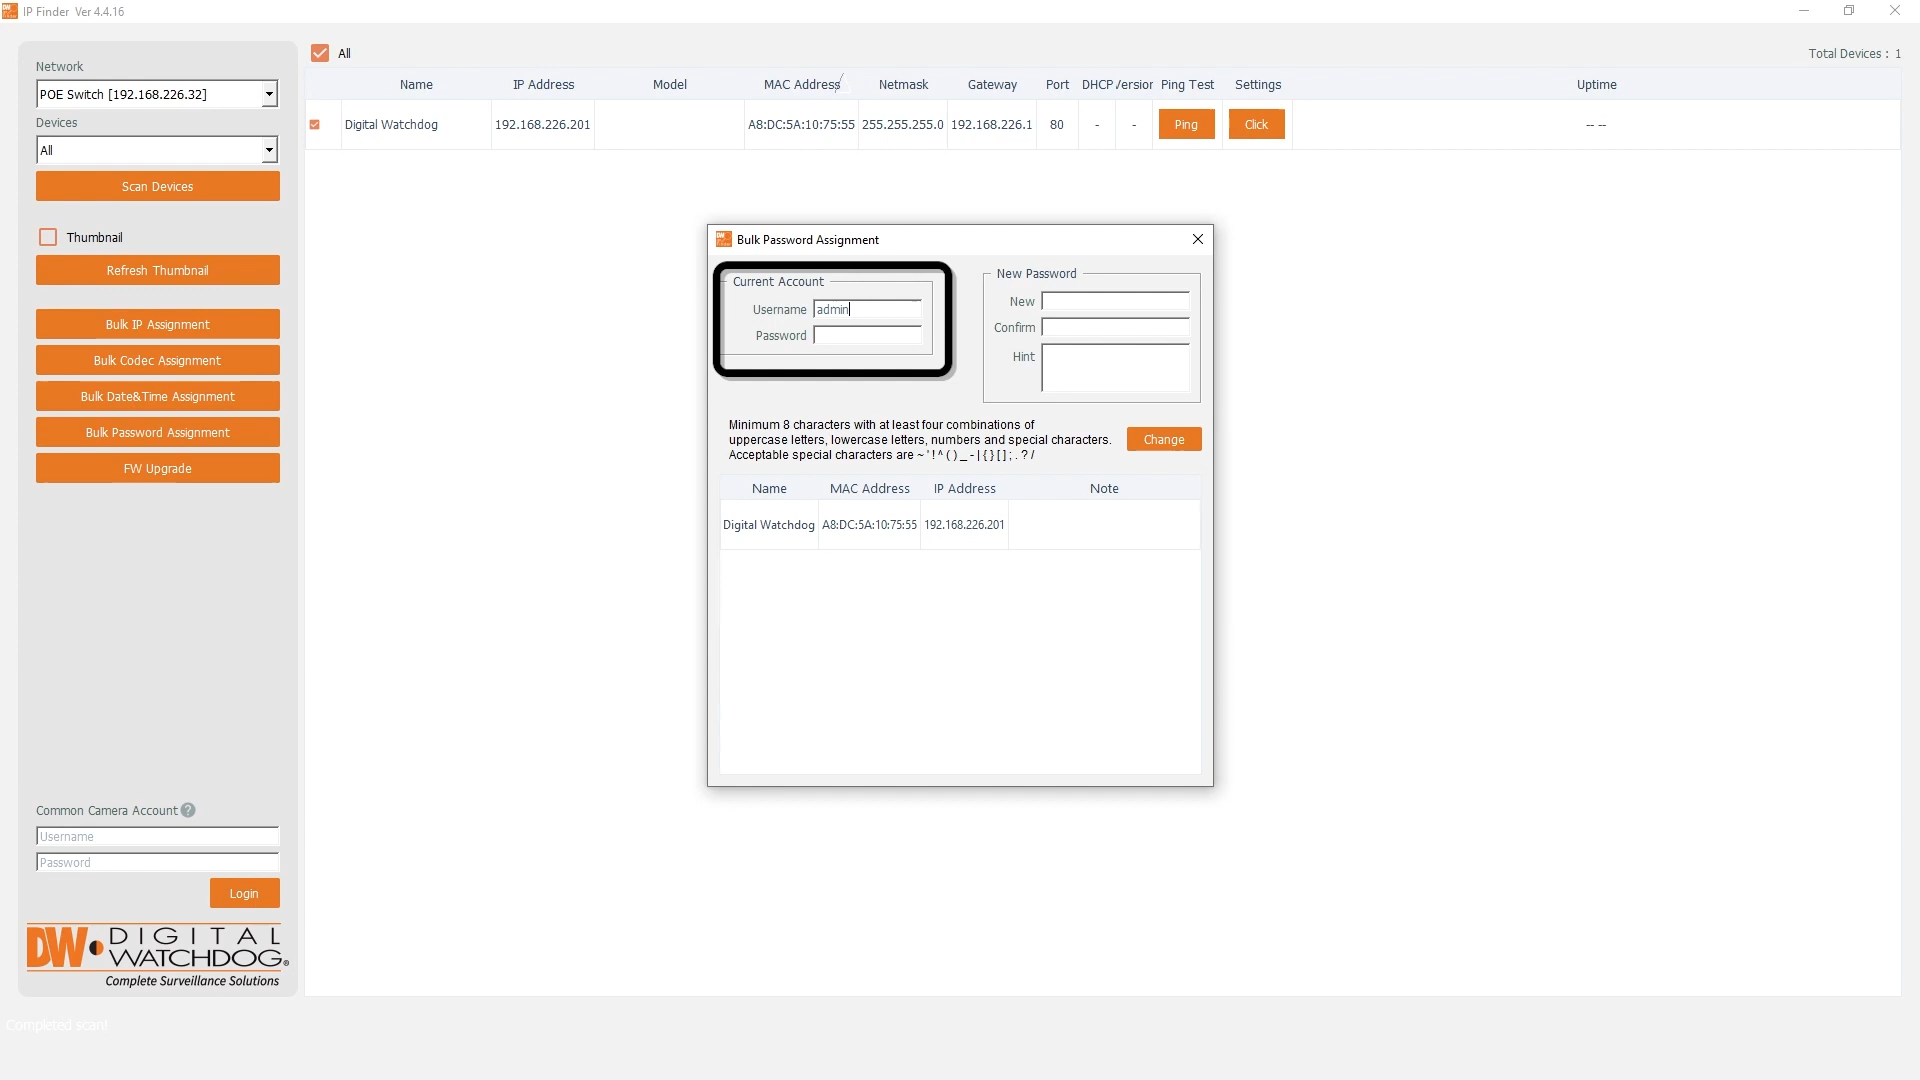 IP Finder Ver 4.4.16
Network
POE Switch [192.168.226.32]
Devices
All
Scan Devices
Thumbnail
Refresh Thumbnail
Bulk IP Assignment
Bulk Codec Assignment
Bulk Date&Time Assignment
Bulk Password Assignment
FW Upgrade
Common Camera Account ?
Username
Password
Login
DW DIGITAL
WATCHDOG®
Complete Surveillance Solutions
Completed scan!
All
Total Devices : 1
Name IP Address Model MAC Address Netmask Gateway Port DHCP Version Ping Test Settings Uptime
Digital Watchdog 192.168.226.201 A8:DC:5A:10:75:55 255.255.255.0 192.168.226.1 80 - - Ping Click -- --
Bulk Password Assignment
Current Account
Username admin
Password
New Password
New
Confirm
Hint
Minimum 8 characters with at least four combinations of
uppercase letters, lowercase letters, numbers and special characters.
Acceptable special characters are ~ ' ! ^ ( ) _ - | { } [ ] ; . ? /
Change
Name MAC Address IP Address Note
Digital Watchdog A8:DC:5A:10:75:55 192.168.226.201